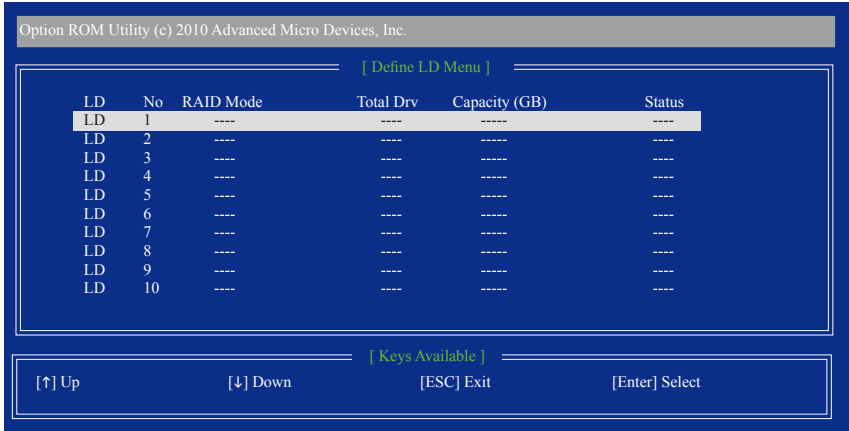 Option ROM Utility (c) 2010 Advanced Micro Devices, Inc.
[ Define LD Menu ]
LD No RAID Mode Total Drv Capacity (GB) Status
LD 1 ---- ---- ----- ----
LD 2 ---- ---- ----- ----
LD 3 ---- ---- ----- ----
LD 4 ---- ---- ----- ----
LD 5 ---- ---- ----- ----
LD 6 ---- ---- ----- ----
LD 7 ---- ---- ----- ----
LD 8 ---- ---- ----- ----
LD 9 ---- ---- ----- ----
LD 10 ---- ---- ----- ----
[ Keys Available ]
[↑] Up [↓] Down [ESC] Exit [Enter] Select